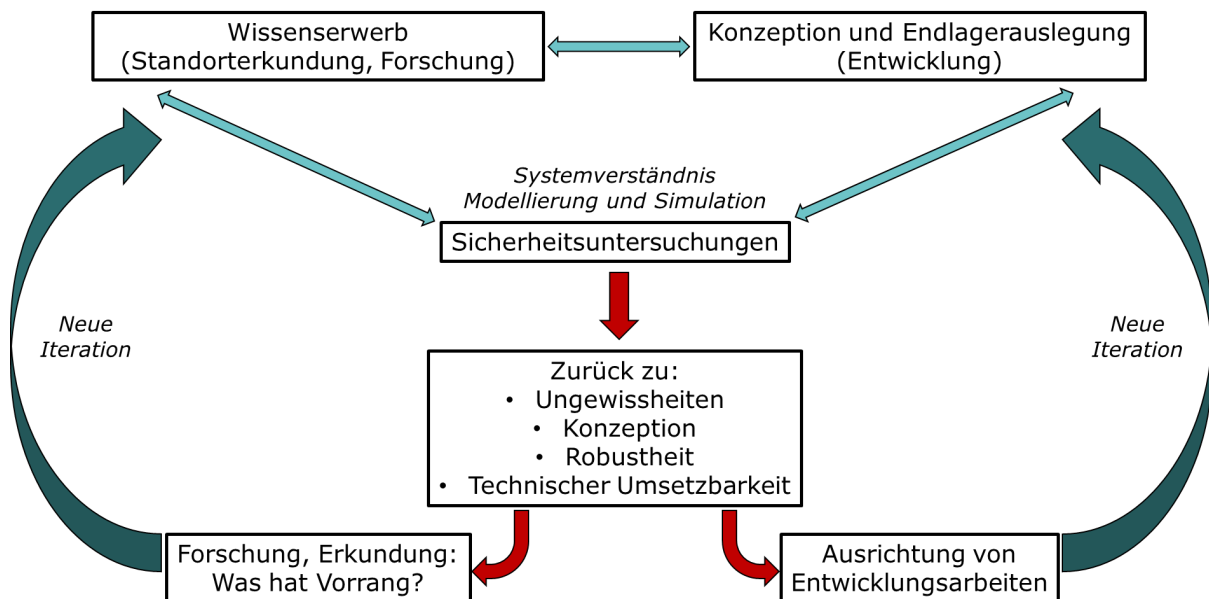 Wissenserwerb
(Standorterkundung, Forschung)
Konzeption und Endlagerauslegung
(Entwicklung)
Systemverständnis
Modellierung und Simulation
Sicherheitsuntersuchungen
Neue
Iteration
Neue
Iteration
Zurück zu:
• Ungewissheiten
• Konzeption
• Robustheit
• Technischer Umsetzbarkeit
Forschung, Erkundung:
Was hat Vorrang?
Ausrichtung von
Entwicklungsarbeiten